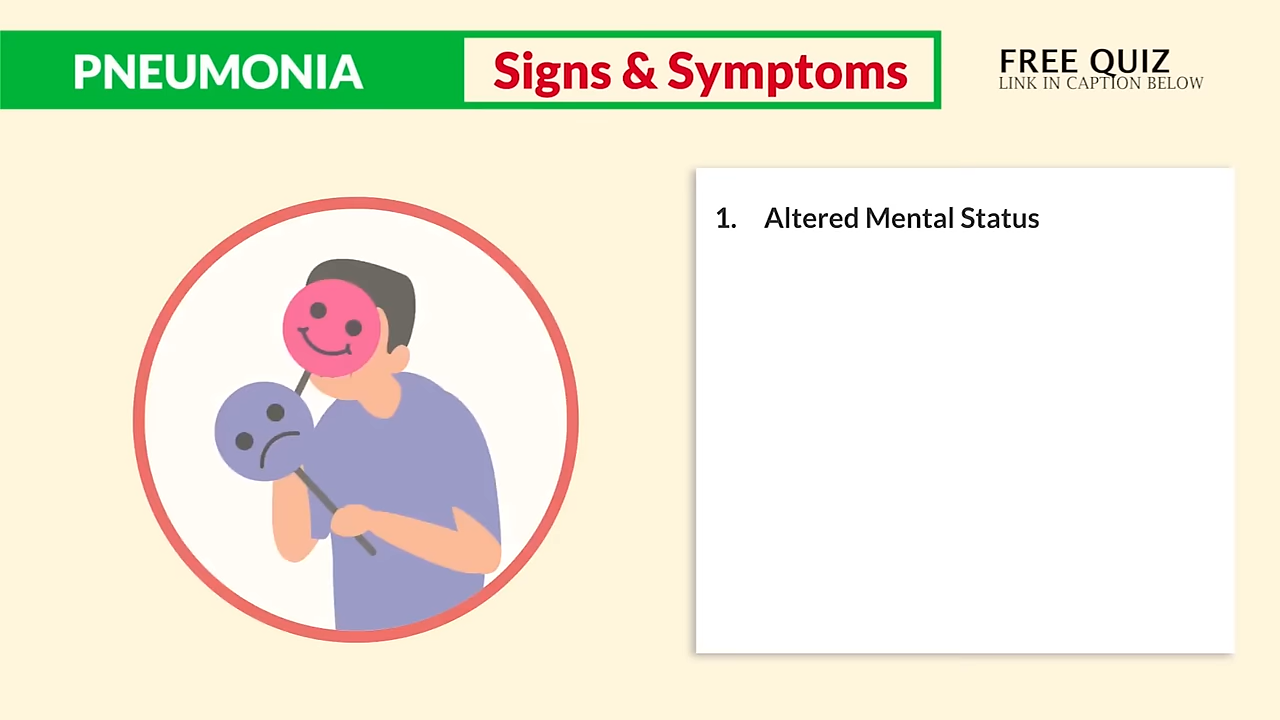 PNEUMONIA
Signs & Symptoms
FREE QUIZ
LINK IN CAPTION BELOW
1. Altered Mental Status